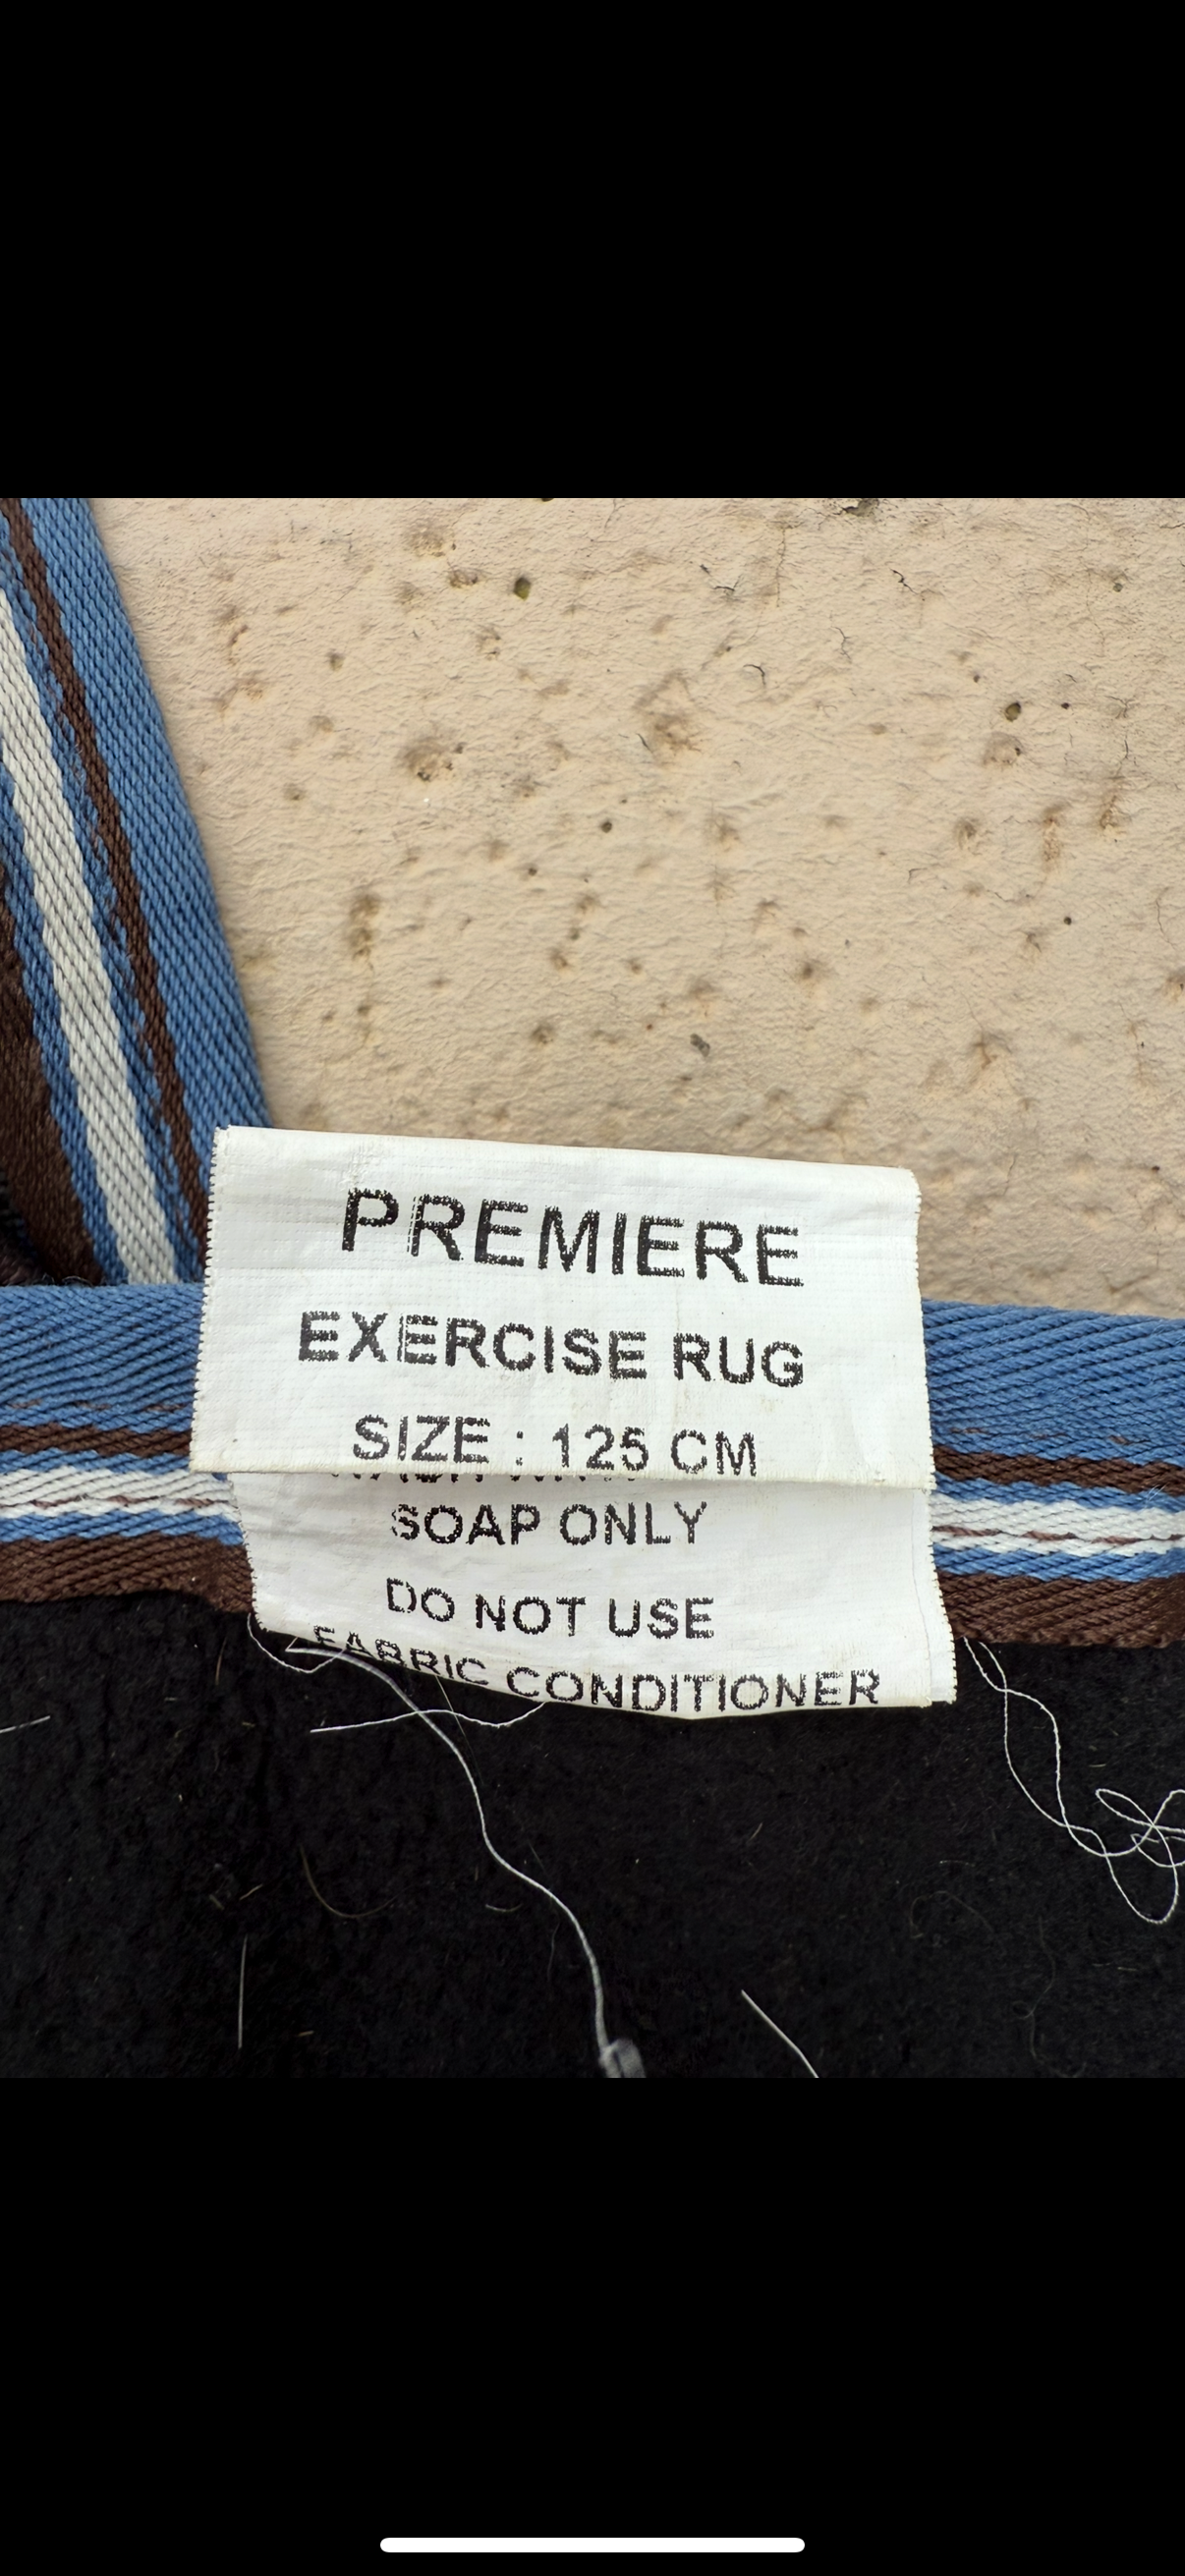 PREMIERE
EXERCISE RUG
SIZE : 125 CM
SOAP ONLY
DO NOT USE
FABRIC CONDITIONER